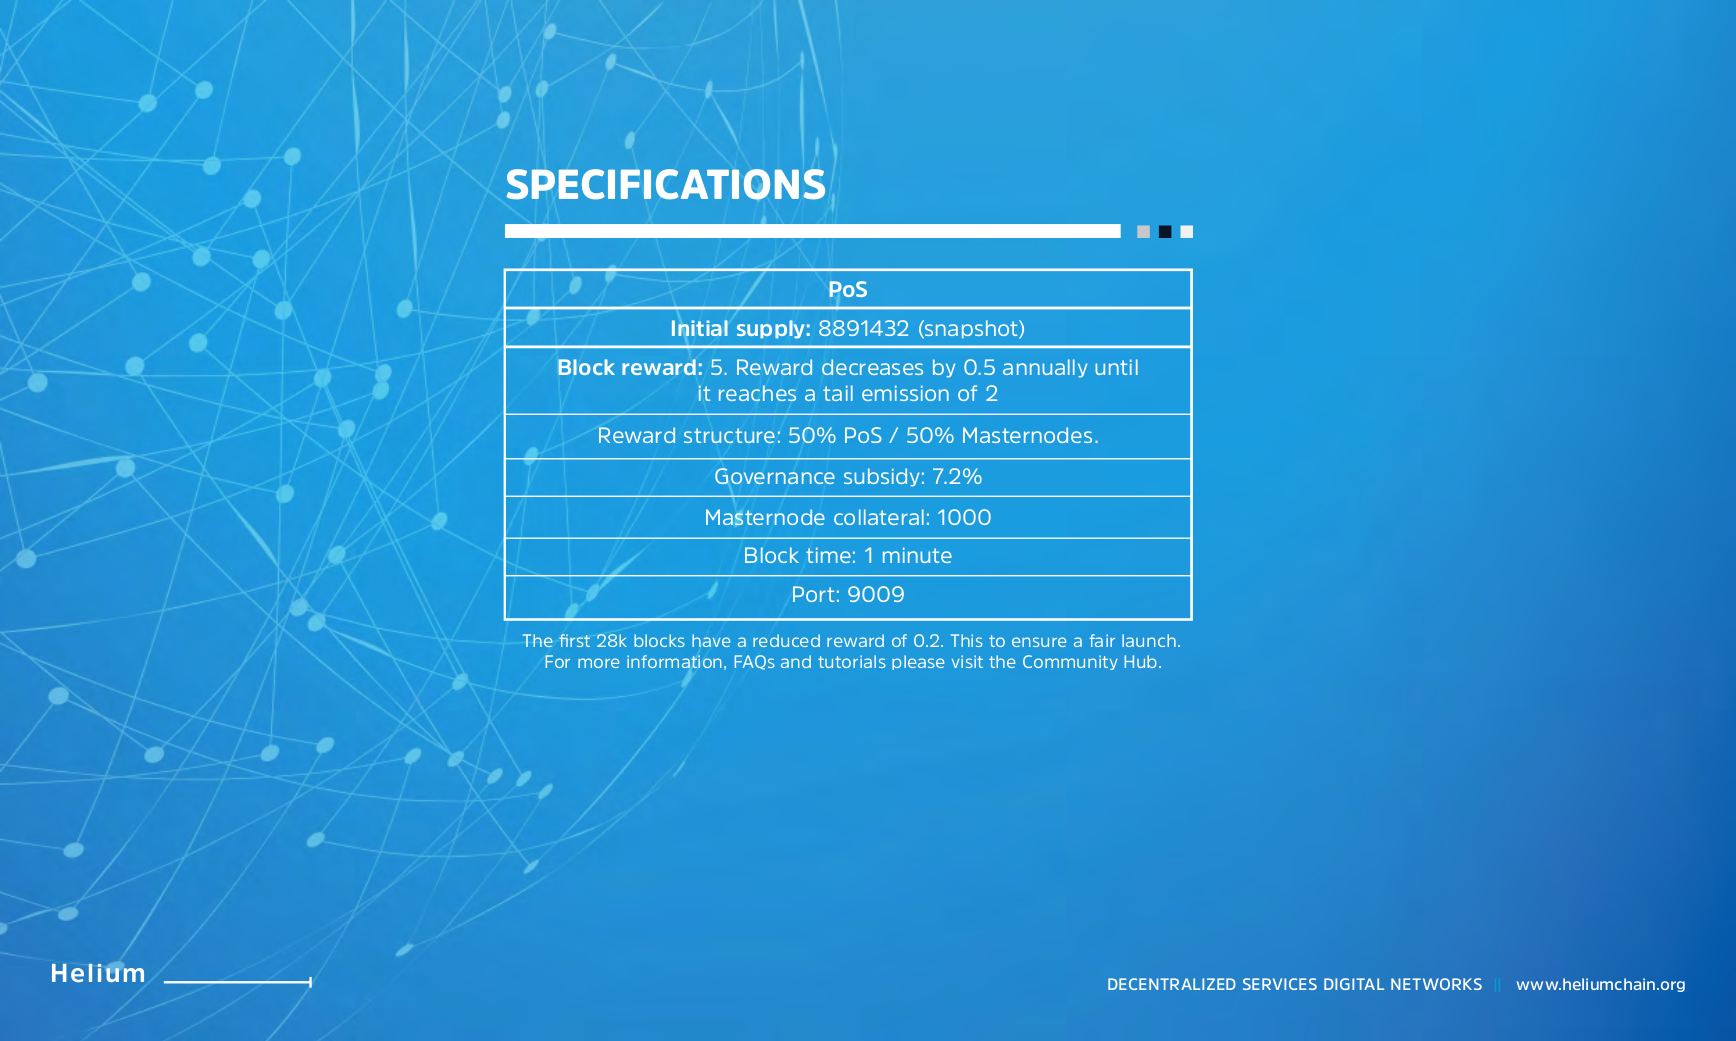 SPECIFICATIONS
PoS
Initial supply: 8891432 (snapshot)
Block reward: 5. Reward decreases by 0.5 annually until
it reaches a tail emission of 2
Reward structure: 50% PoS / 50% Masternodes.
Governance subsidy: 7.2%
Masternode collateral: 1000
Block time: 1 minute
Port: 9009
The first 28k blocks have a reduced reward of 0.2. This to ensure a fair launch.
For more information, FAQs and tutorials please visit the Community Hub.
Helium
DECENTRALIZED SERVICES DIGITAL NETWORKS || www.heliumchain.org